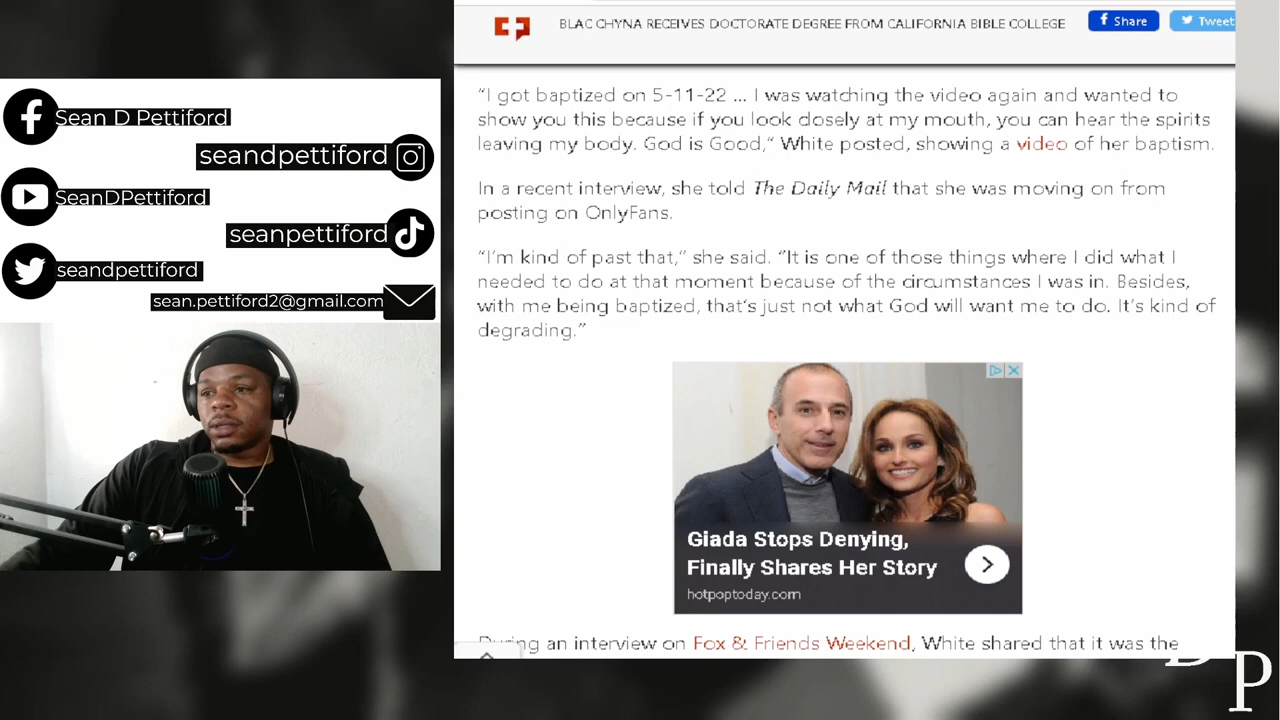 Sean D Pettiford
seandpettiford
SeanDPettiford
seanpettiford
seandpettiford
sean.pettiford2@gmail.com
BLAC CHYNA RECEIVES DOCTORATE DEGREE FROM CALIFORNIA BIBLE COLLEGE
Share
Tweet
“I got baptized on 5-11-22 ... I was watching the video again and wanted to
show you this because if you look closely at my mouth, you can hear the spirits
leaving my body. God is Good,” White posted, showing a video of her baptism.
In a recent interview, she told The Daily Mail that she was moving on from
posting on OnlyFans.
“I’m kind of past that,” she said. “It is one of those things where I did what I
needed to do at that moment because of the circumstances I was in. Besides,
with me being baptized, that’s just not what God will want me to do. It’s kind of
degrading.”
Giada Stops Denying,
Finally Shares Her Story
hotpoptoday.com
During an interview on Fox & Friends Weekend, White shared that it was the
D
P